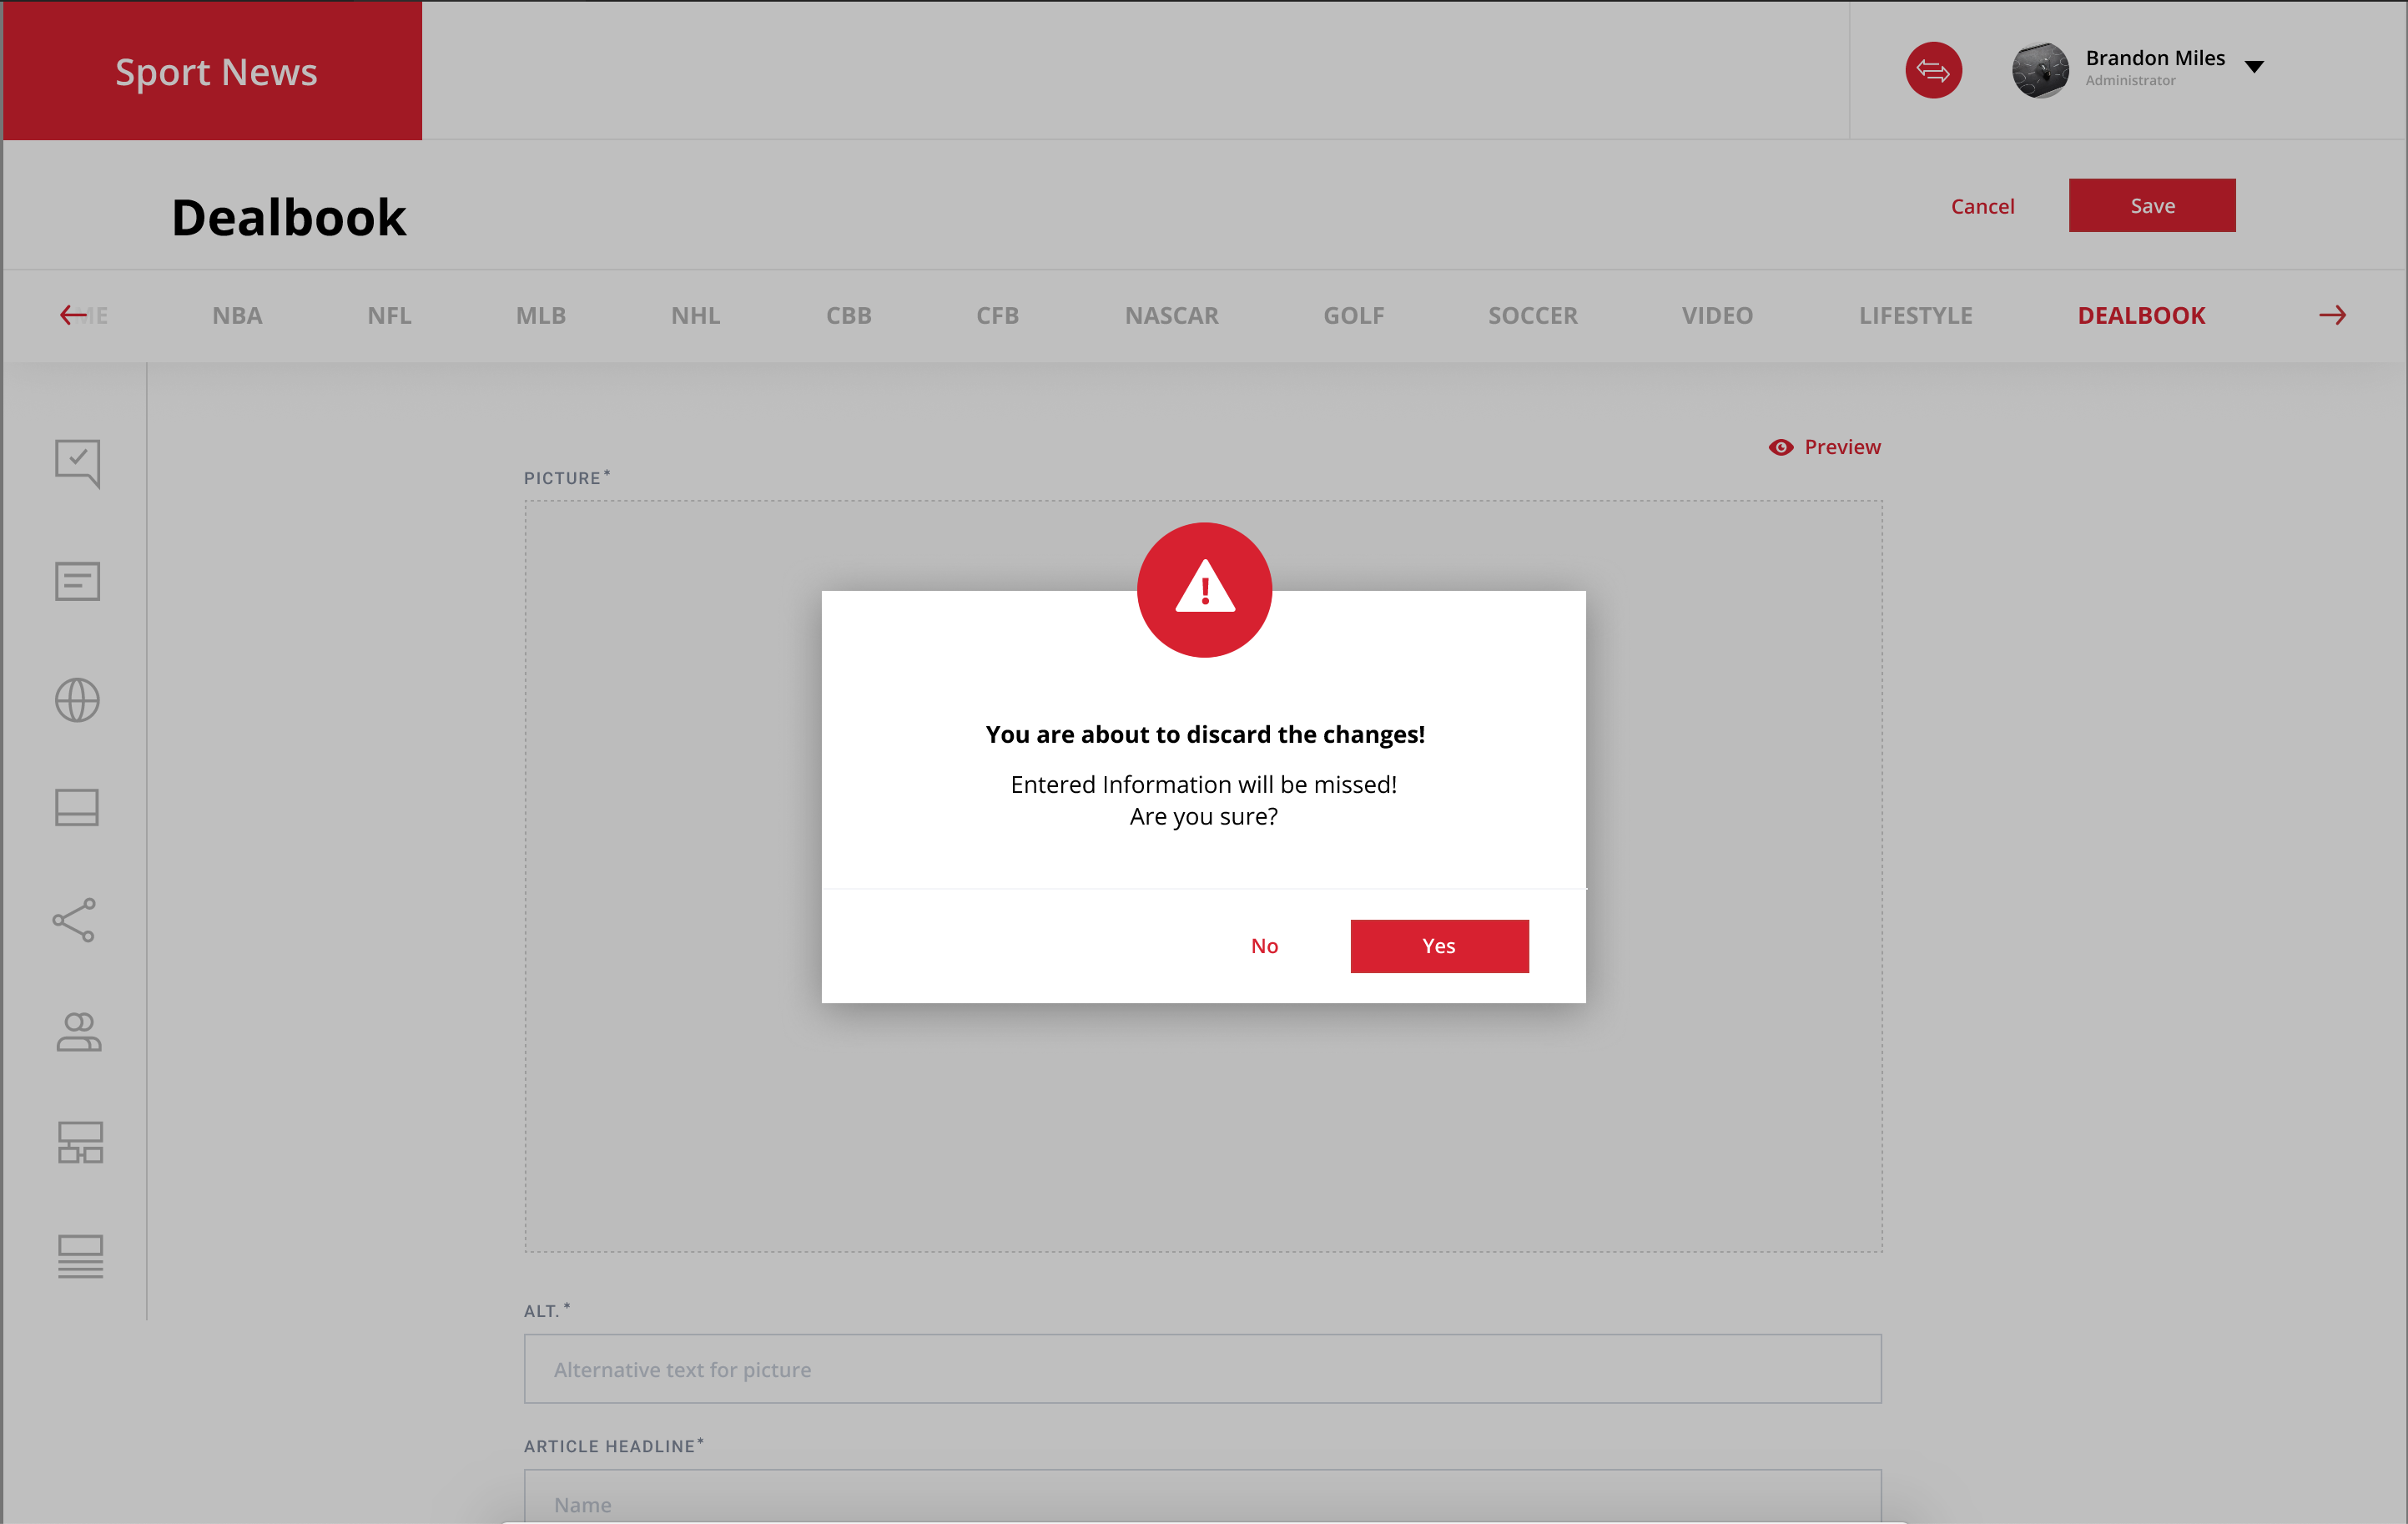 Sport News
Brandon Miles
Administrator
Dealbook
Cancel
Save
NBA NFL MLB NHL CBB CFB NASCAR GOLF SOCCER VIDEO LIFESTYLE DEALBOOK
Preview
PICTURE*
You are about to discard the changes!
Entered Information will be missed!
Are you sure?
No
Yes
ALT. *
Alternative text for picture
ARTICLE HEADLINE*
Name